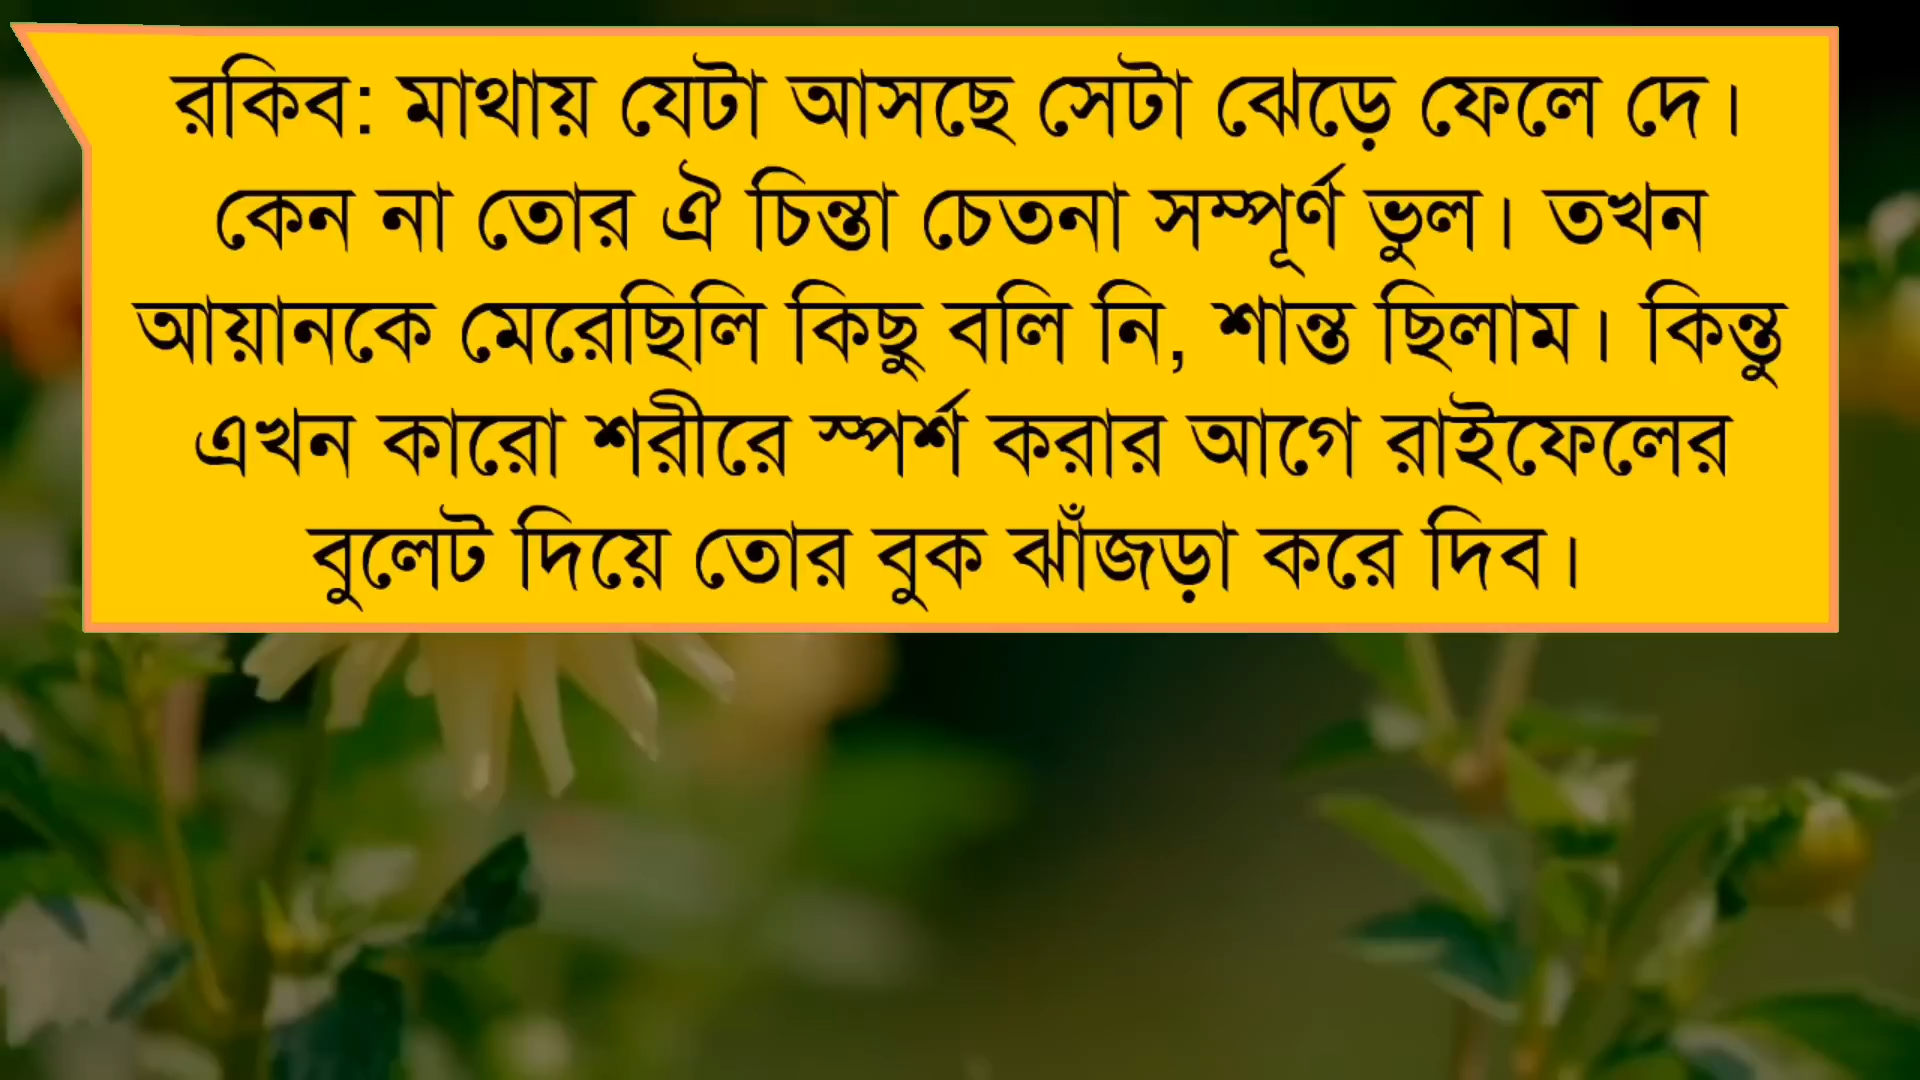 রকিব: মাথায় যেটা আসছে সেটা ঝেড়ে ফেলে দে।
কেন না তোর ঐ চিন্তা চেতনা সম্পূর্ণ ভুল। তখন
আয়ানকে মেরেছিলি কিছু বলি নি, শান্ত ছিলাম। কিন্তু
এখন কারো শরীরে স্পর্শ করার আগে রাইফেলের
বুলেট দিয়ে তোর বুক ঝাঁজড়া করে দিব।